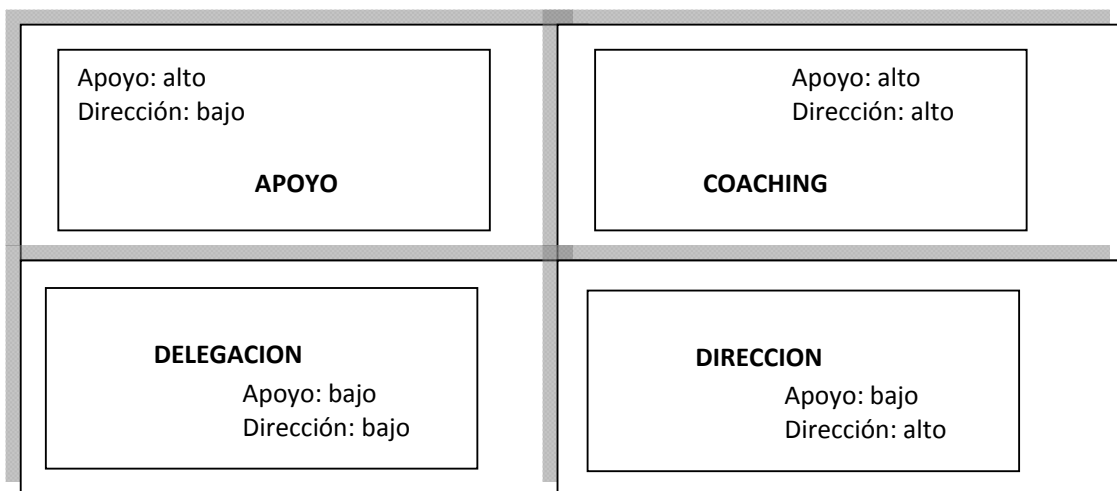 Apoyo: alto
Dirección: bajo
APOYO
Apoyo: alto
Dirección: alto
COACHING
DELEGACION
Apoyo: bajo
Dirección: bajo
DIRECCION
Apoyo: bajo
Dirección: alto